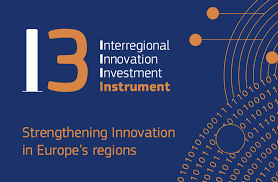 I3
Interregional
Innovation
Investment
Instrument
Strengthening Innovation
in Europe's regions